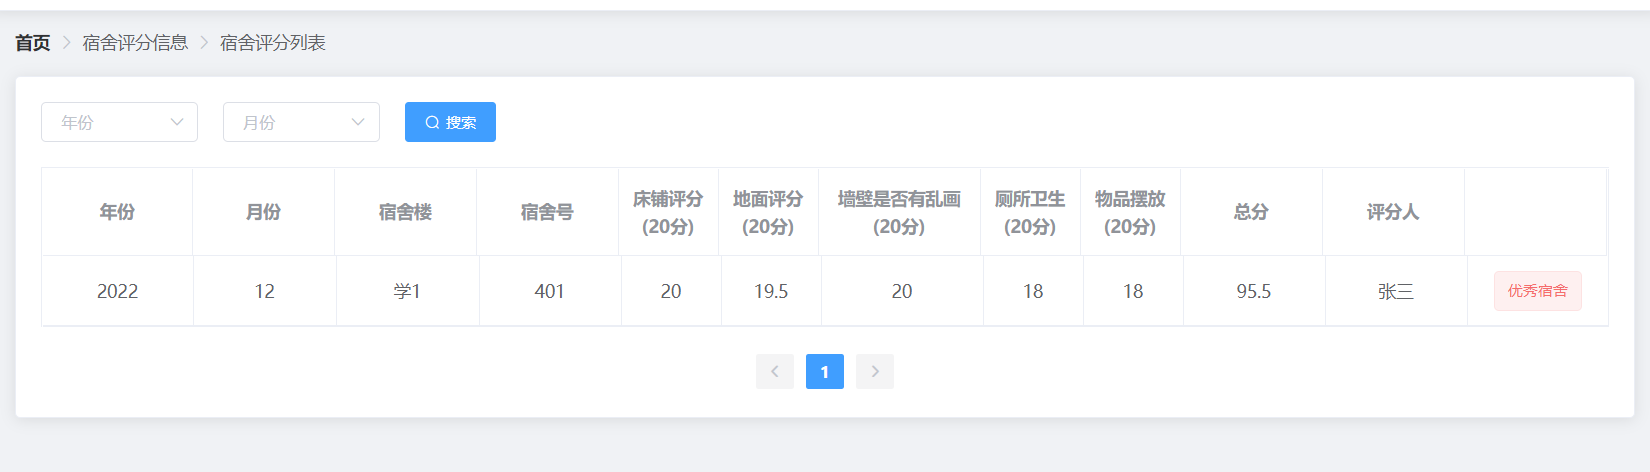 首页 > 宿舍评分信息 > 宿舍评分列表
年份 月份 搜索
年份 月份 宿舍楼 宿舍号 床铺评分 (20分) 地面评分 (20分) 墙壁是否有乱画 (20分) 厕所卫生 (20分) 物品摆放 (20分) 总分 评分人
2022 12 学1 401 20 19.5 20 18 18 95.5 张三 优秀宿舍
1